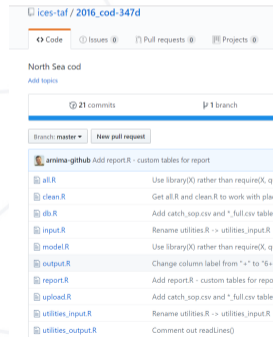 ices-taf / 2016_cod-347d
Code Issues 0 Pull requests 0 Projects 0
North Sea cod
Add topics
21 commits 1 branch
Branch: master New pull request
arnima-github Add report.R - custom tables for report
all.R Use library(X) rather than require(X, q
clean.R Get all.R and clean.R to work with plac
db.R Add catch_sop.csv and *_full.csv table
input.R Rename utilities.R -> utilities_input.R
model.R Use library(X) rather than require(X, q
output.R Change column label from "+" to "6+
report.R Add report.R - custom tables for repo
upload.R Add catch_sop.csv and *_full.csv table
utilities_input.R Rename utilities.R -> utilities_input.R
utilities_output.R Comment out readLines()